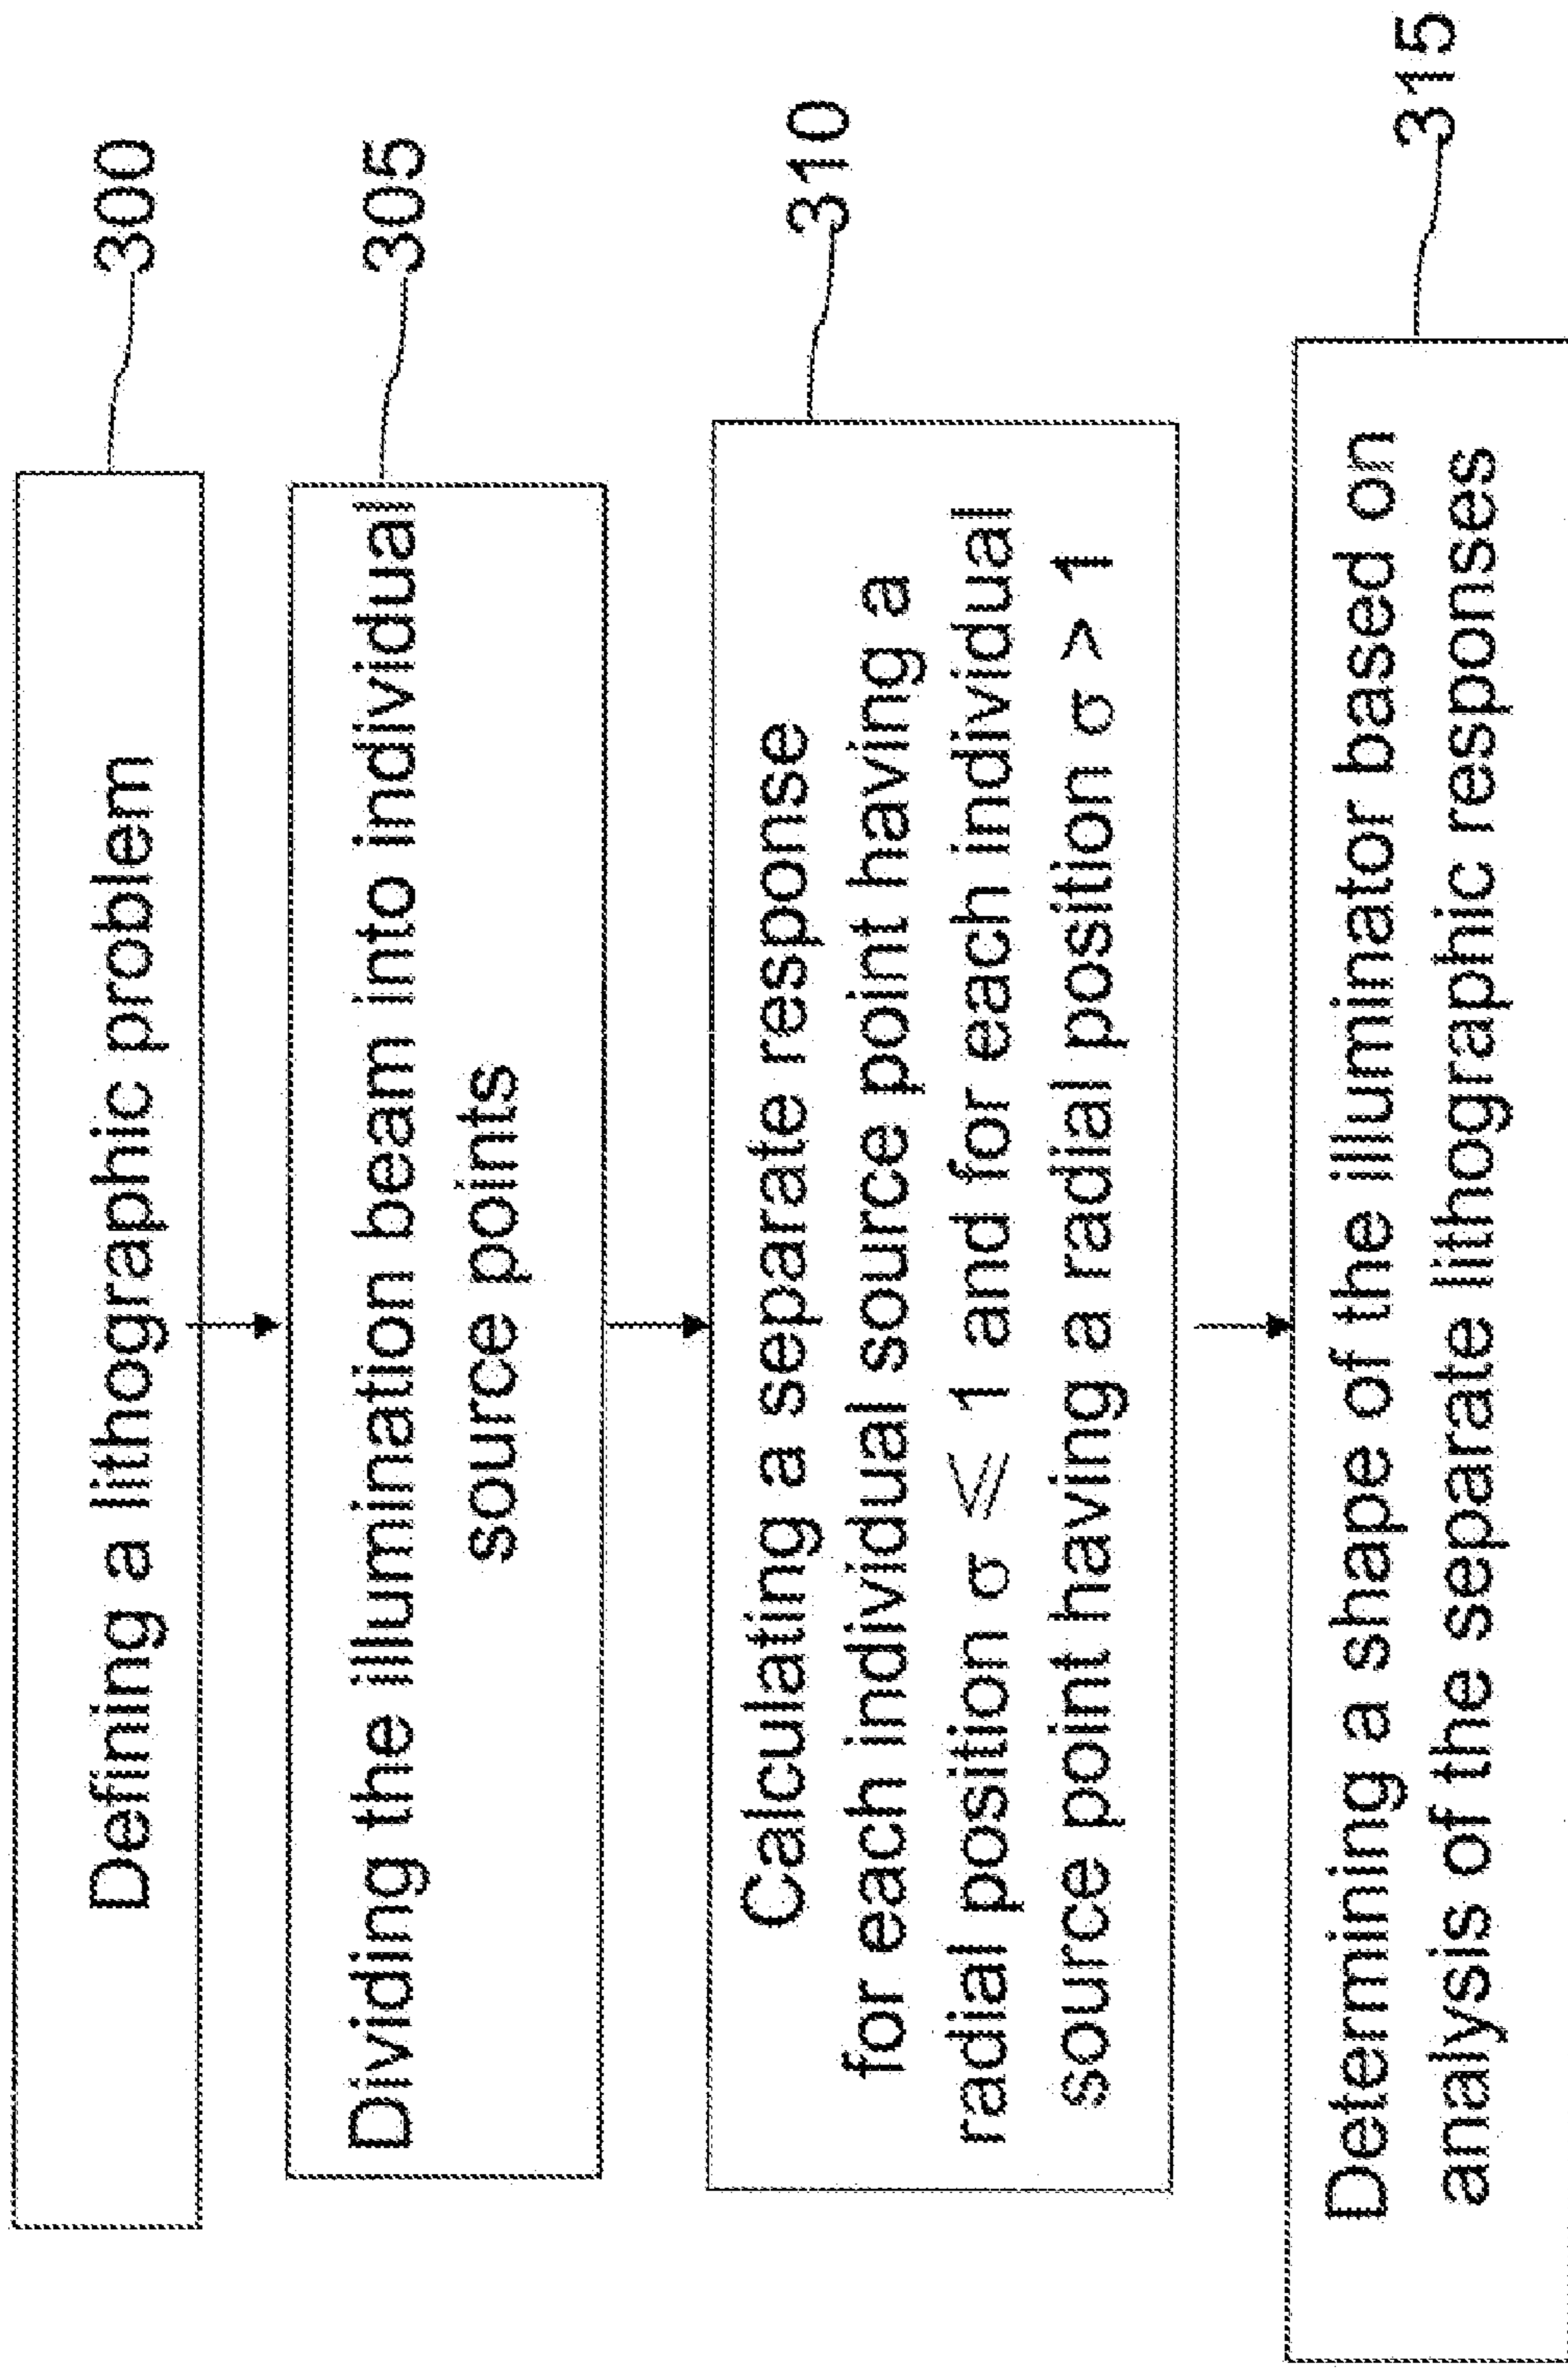 Defining a lithographic problem
300
Dividing the illumination beam into individual
source points
305
Calculating a separate response
for each individual source point having a
radial position σ ⩽ 1 and for each individual
source point having a radial position σ > 1
310
Determining a shape of the illuminator based on
analysis of the separate lithographic responses
315